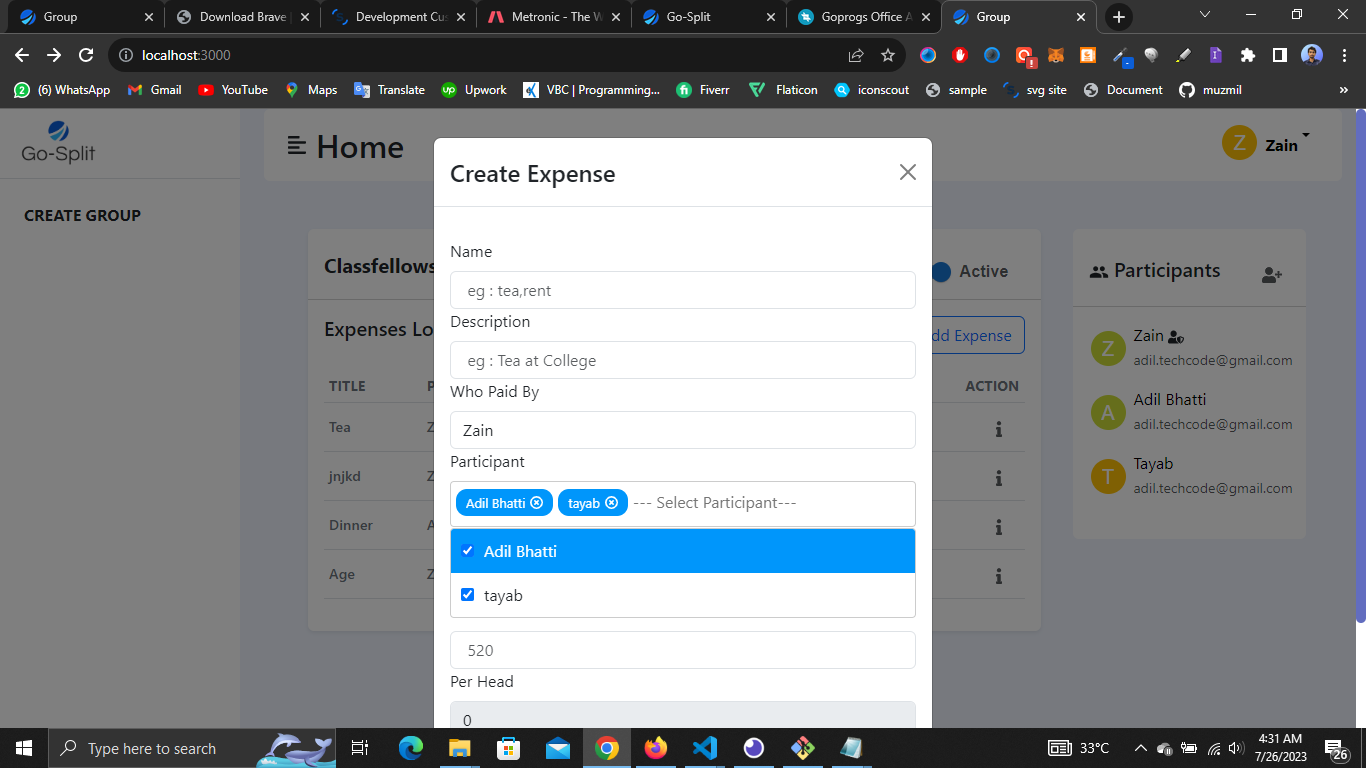 Group
Download Brave
Development Cus
Metronic - The W
Go-Split
Goprogs Office A
Group
localhost:3000
(6) WhatsApp
Gmail
YouTube
Maps
Translate
Upwork
VBC | Programming...
Fiverr
Flaticon
iconscout
sample
svg site
Document
muzmil
»
Go-Split
Home
Z
Zain
CREATE GROUP
Create Expense
Classfellows
Active
Participants
Name
eg : tea,rent
Expenses Lo
dd Expense
Description
eg : Tea at College
TITLE
P
ACTION
Who Paid By
Zain
Tea
Z
jnjkd
Z
Dinner
A
Age
Z
Participant
Adil Bhatti
tayab
--- Select Participant---
Adil Bhatti
tayab
520
Per Head
0
Z
Zain
adil.techcode@gmail.com
A
Adil Bhatti
adil.techcode@gmail.com
T
Tayab
adil.techcode@gmail.com
Type here to search
33°C
4:31 AM
7/26/2023
26